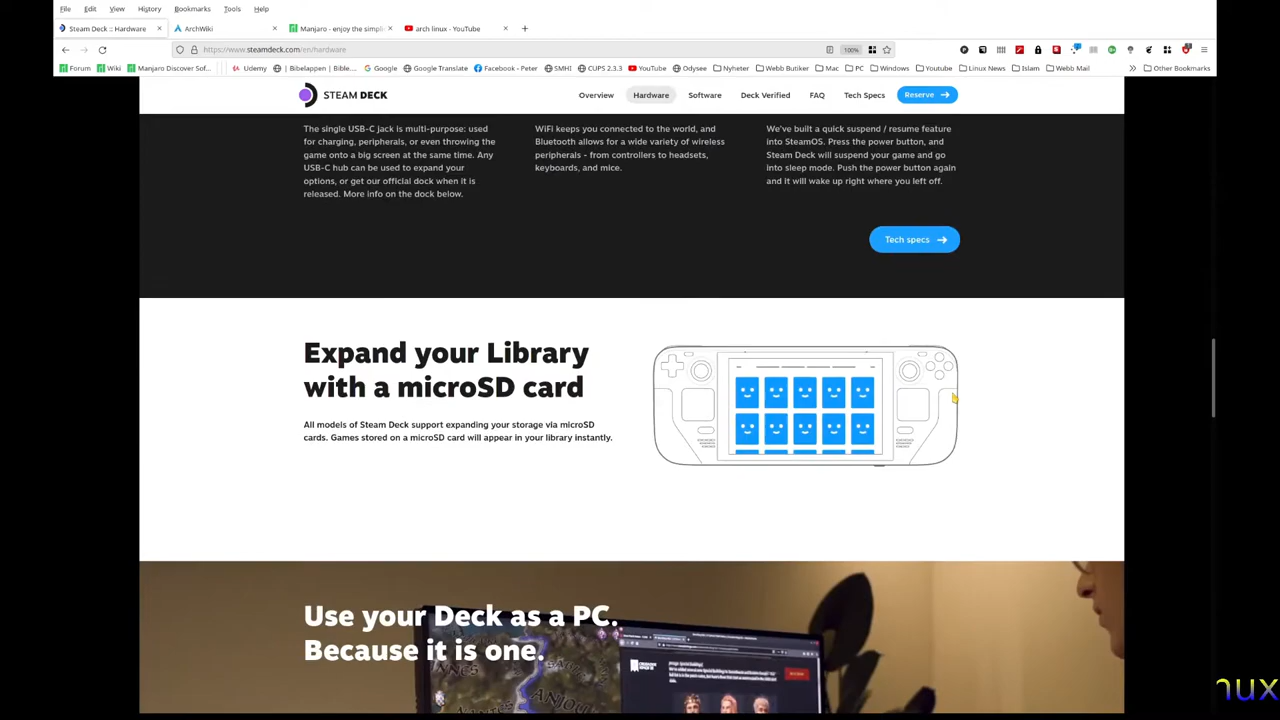 File Edit View History Bookmarks Tools Help
Steam Deck :: Hardware ArchWiki Manjaro - enjoy the simpli arch linux - YouTube
https://www.steamdeck.com/en/hardware 100%
Forum Wiki Manjaro Discover Sof... Udemy | Bibelappen | Bible.... Google Google Translate Facebook - Peter SMHI CUPS 2.3.3 YouTube Odysee Nyheter Webb Butiker Mac PC Windows Youtube Linux News Islam Webb Mail Other Bookmarks
STEAM DECK Overview Hardware Software Deck Verified FAQ Tech Specs Reserve
The single USB-C jack is multi-purpose: used
for charging, peripherals, or even throwing the
game onto a big screen at the same time. Any
USB-C hub can be used to expand your
options, or get our official dock when it is
released. More info on the dock below.
WiFi keeps you connected to the world, and
Bluetooth allows for a wide variety of wireless
peripherals - from controllers to headsets,
keyboards, and mice.
We've built a quick suspend / resume feature
into SteamOS. Press the power button, and
Steam Deck will suspend your game and go
into sleep mode. Push the power button again
and it will wake up right where you left off.
Tech specs
Expand your Library
with a microSD card
All models of Steam Deck support expanding your storage via microSD
cards. Games stored on a microSD card will appear in your library instantly.
Use your Deck as a PC.
Because it is one.
nux